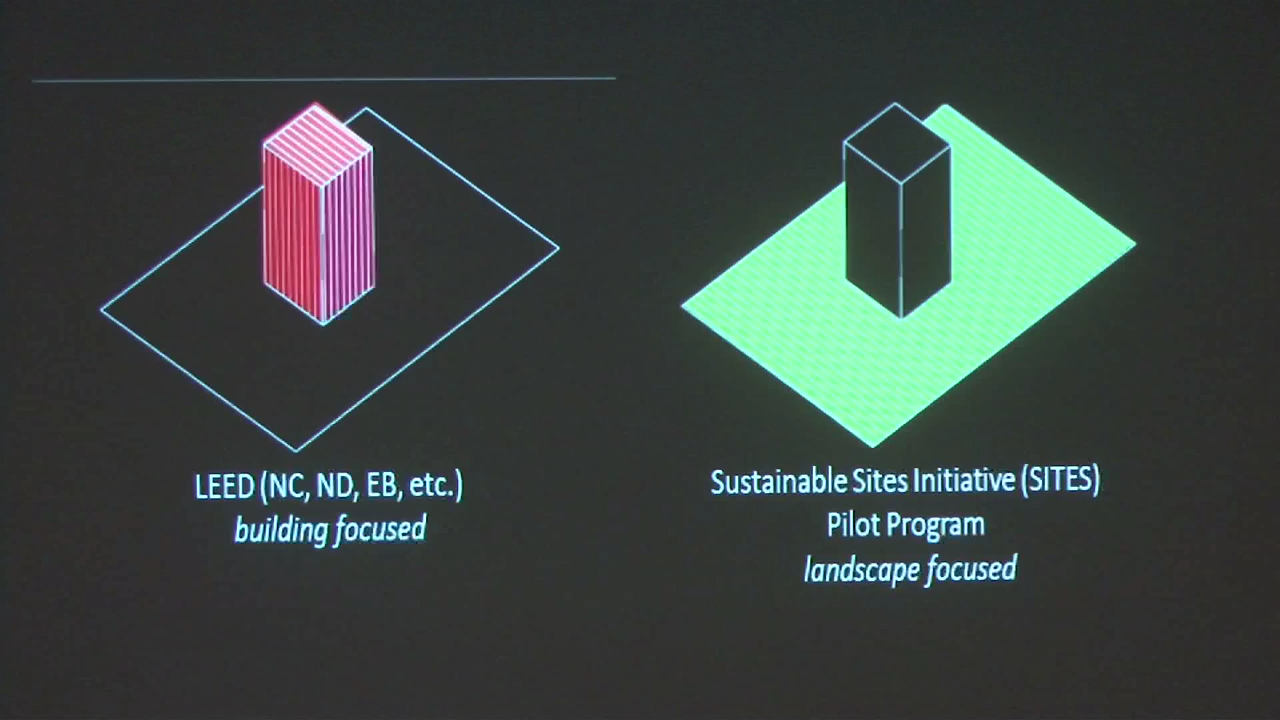 LEED (NC, ND, EB, etc.)
building focused
Sustainable Sites Initiative (SITES)
Pilot Program
landscape focused